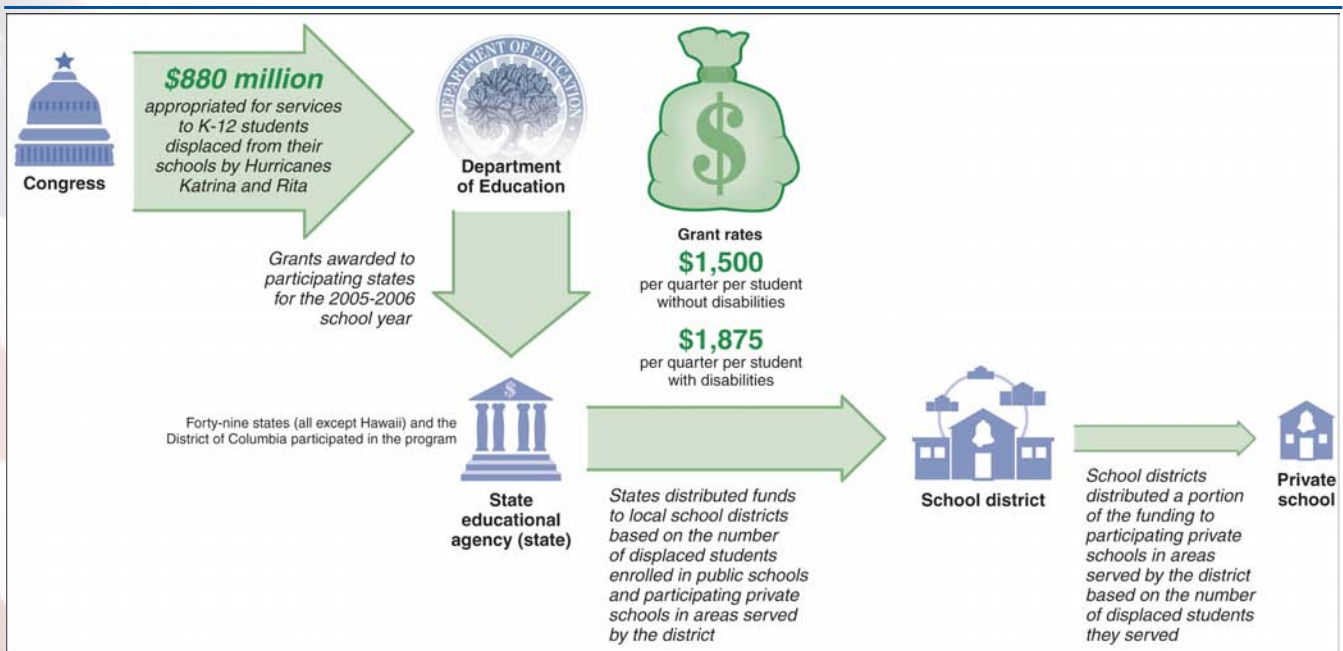 Congress
$880 million
appropriated for services
to K-12 students
displaced from their
schools by Hurricanes
Katrina and Rita
DEPARTMENT OF EDUCATION
Department
of Education
Grants awarded to
participating states
for the 2005-2006
school year
$
Grant rates
$1,500
per quarter per student
without disabilities
$1,875
per quarter per student
with disabilities
Forty-nine states (all except Hawaii) and the
District of Columbia participated in the program
$
State
educational
agency (state)
States distributed funds
to local school districts
based on the number
of displaced students
enrolled in public schools
and participating private
schools in areas served
by the district
School district
School districts
distributed a portion
of the funding to
participating private
schools in areas
served by the district
based on the number
of displaced students
they served
Private
school